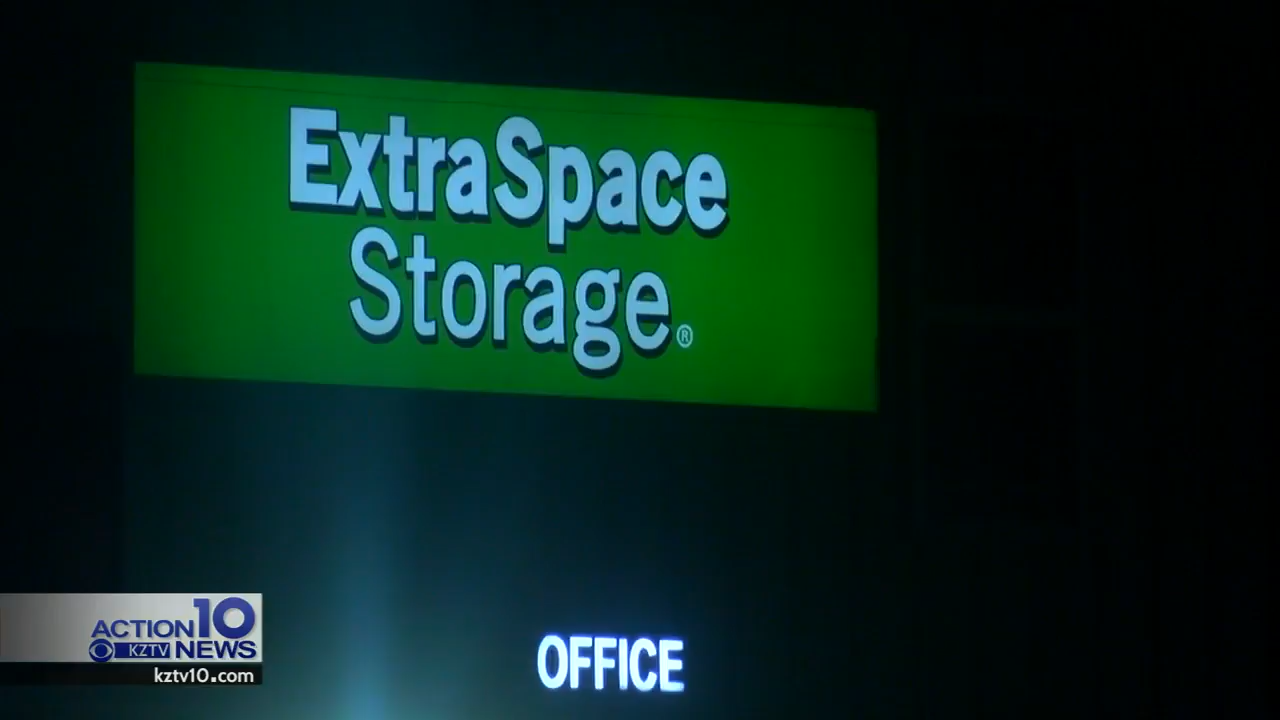 ExtraSpace
Storage®
OFFICE
ACTION 10
KZTV NEWS
kztv10.com